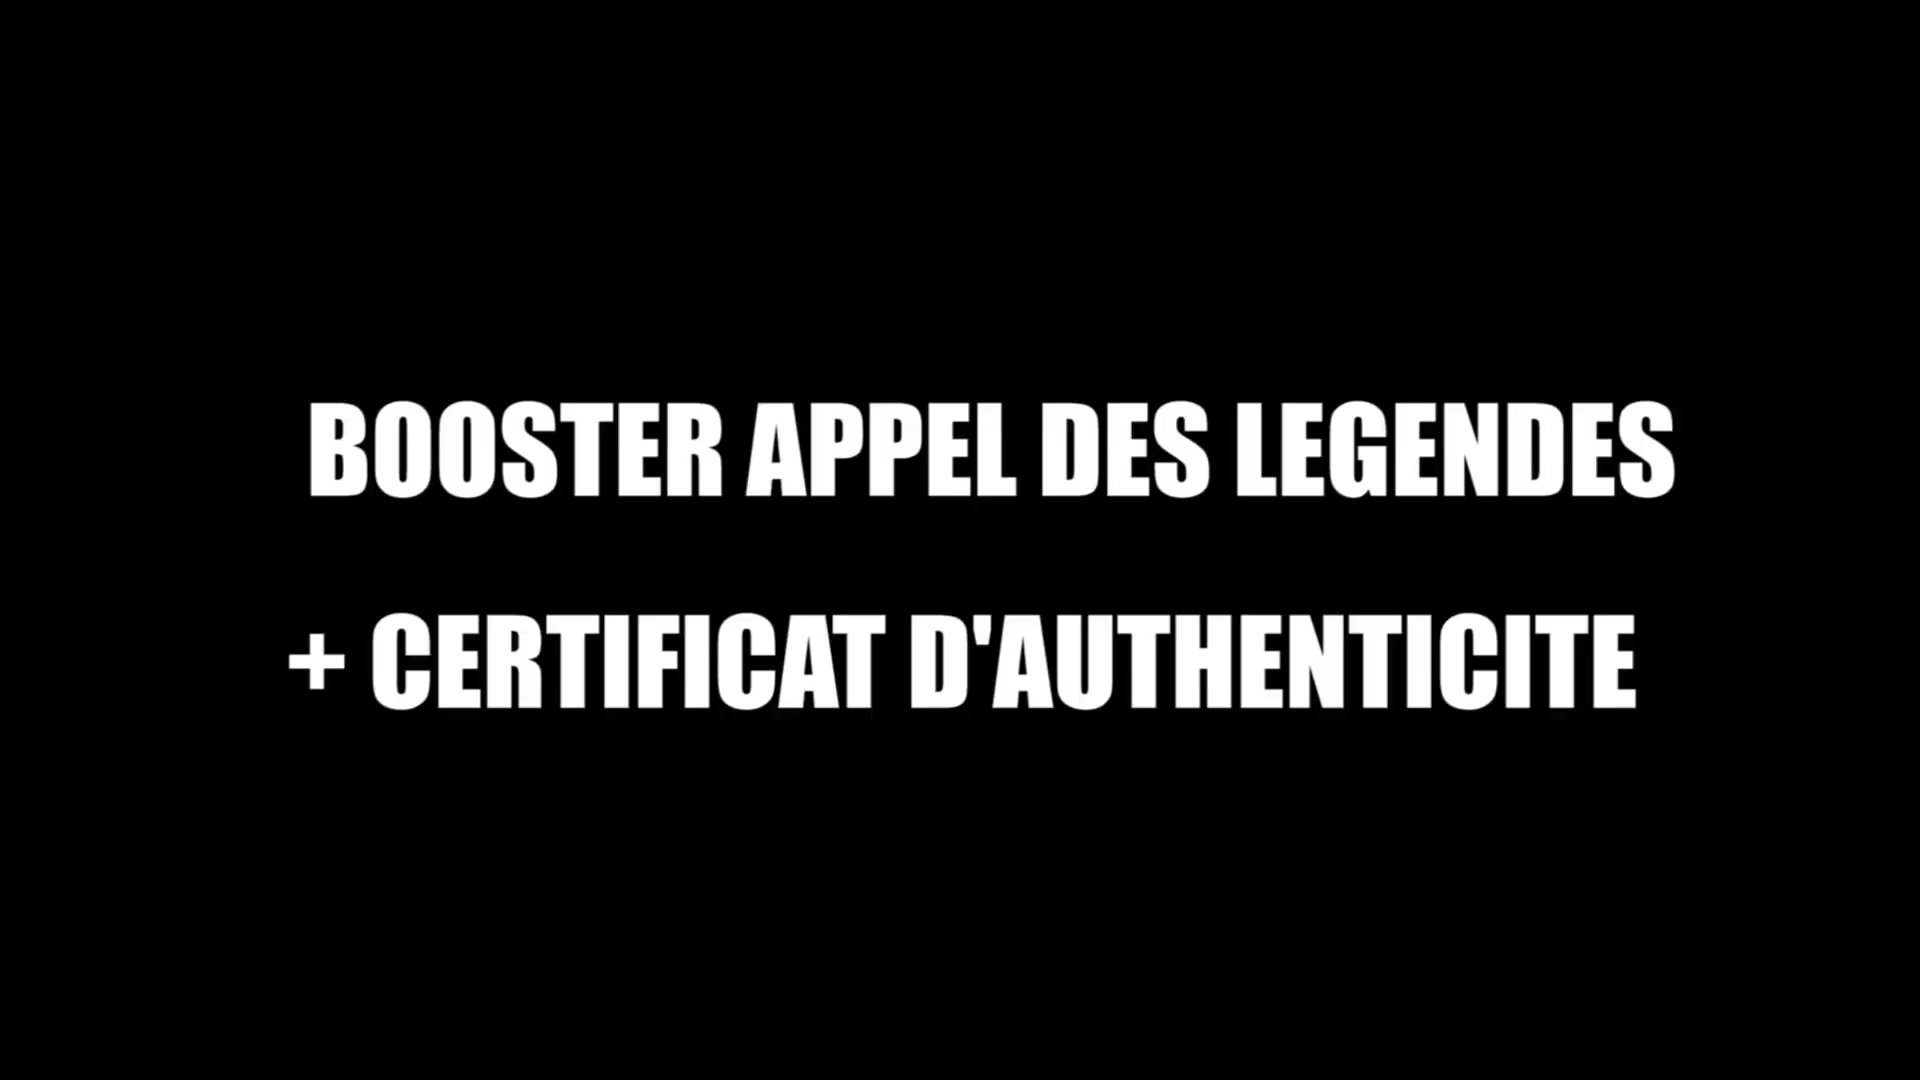 BOOSTER APPEL DES LEGENDES
+ CERTIFICAT D'AUTHENTICITE